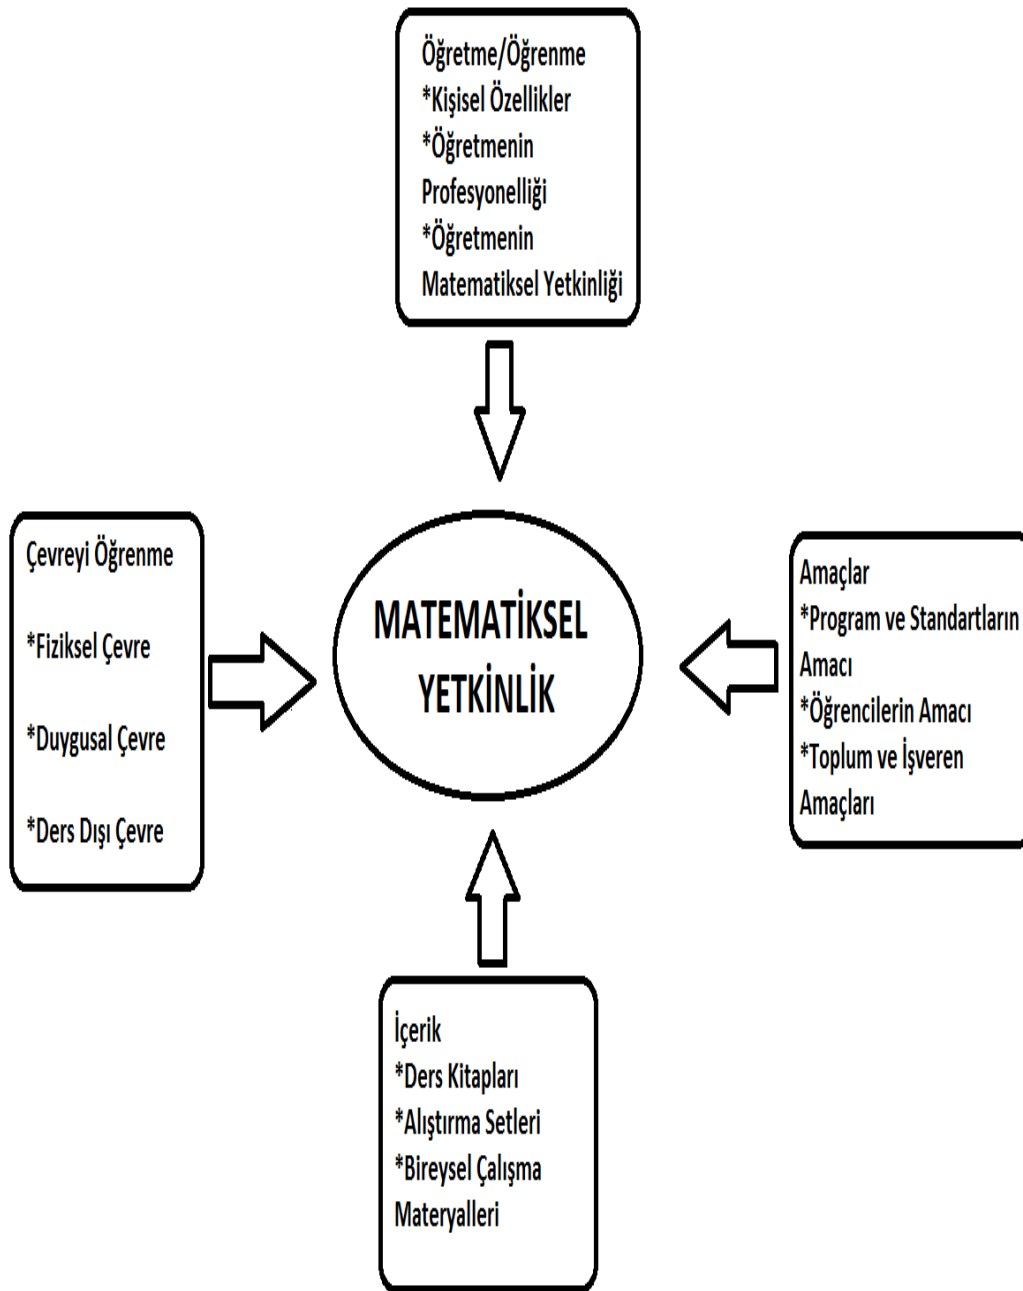 Öğretme/Öğrenme
*Kişisel Özellikler
*Öğretmenin
Profesyonelliği
*Öğretmenin
Matematiksel Yetkinliği
Çevreyi Öğrenme
*Fiziksel Çevre
*Duygusal Çevre
*Ders Dışı Çevre
MATEMATİKSEL
YETKİNLİK
Amaçlar
*Program ve Standartların
Amacı
*Öğrencilerin Amacı
*Toplum ve İşveren
Amaçları
İçerik
*Ders Kitapları
*Alıştırma Setleri
*Bireysel Çalışma
Materyalleri